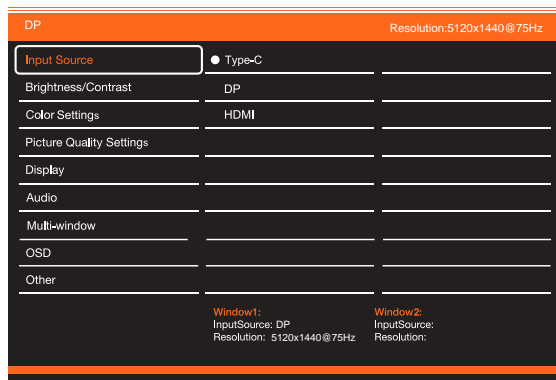 DP
Resolution:5120x1440@75Hz
Input Source
Type-C
Brightness/Contrast
DP
Color Settings
HDMI
Picture Quality Settings
Display
Audio
Multi-window
OSD
Other
Window1:
Window2:
InputSource: DP
InputSource:
Resolution: 5120x1440@75Hz
Resolution: